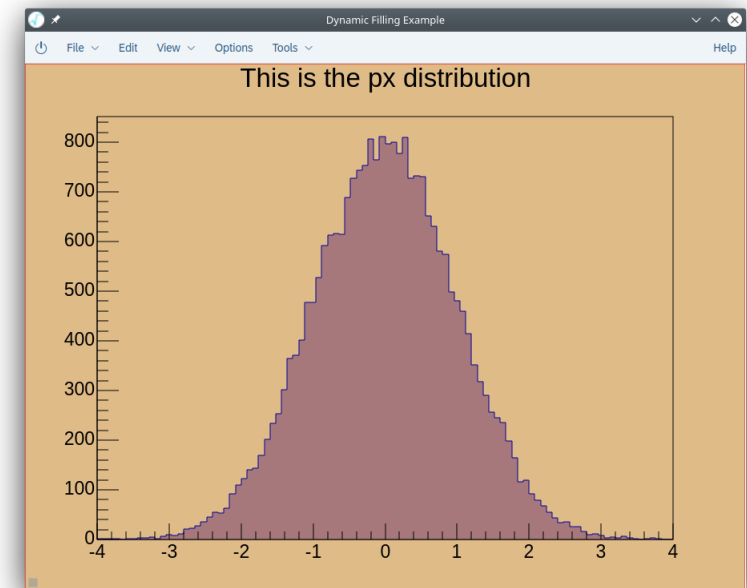 Dynamic Filling Example
File Edit View Options Tools Help
This is the px distribution
800
700
600
500
400
300
200
100
0
-4 -3 -2 -1 0 1 2 3 4